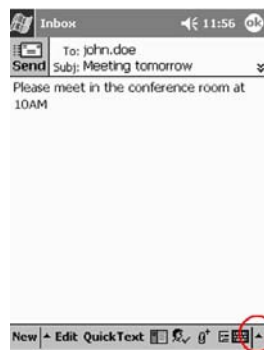 Inbox 11:56 ok
To: john.doe
Send Subj: Meeting tomorrow
Please meet in the conference room at
10AM
New Edit QuickText